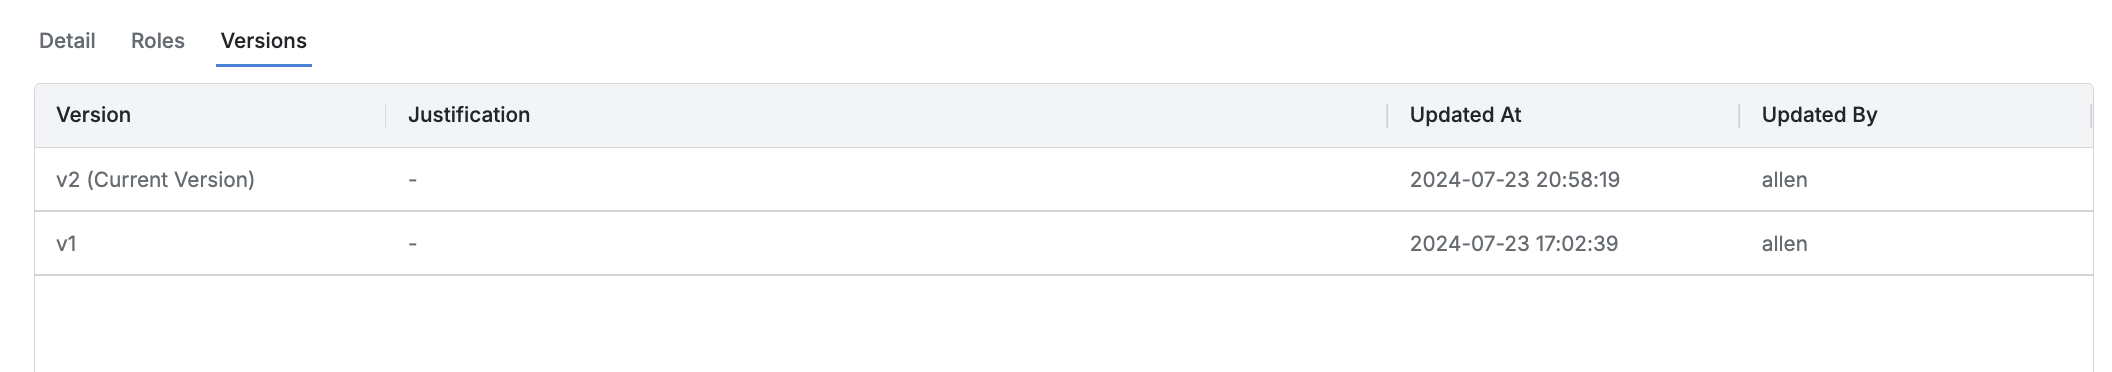 Detail Roles Versions
Version Justification Updated At Updated By
v2 (Current Version) - 2024-07-23 20:58:19 allen
v1 - 2024-07-23 17:02:39 allen